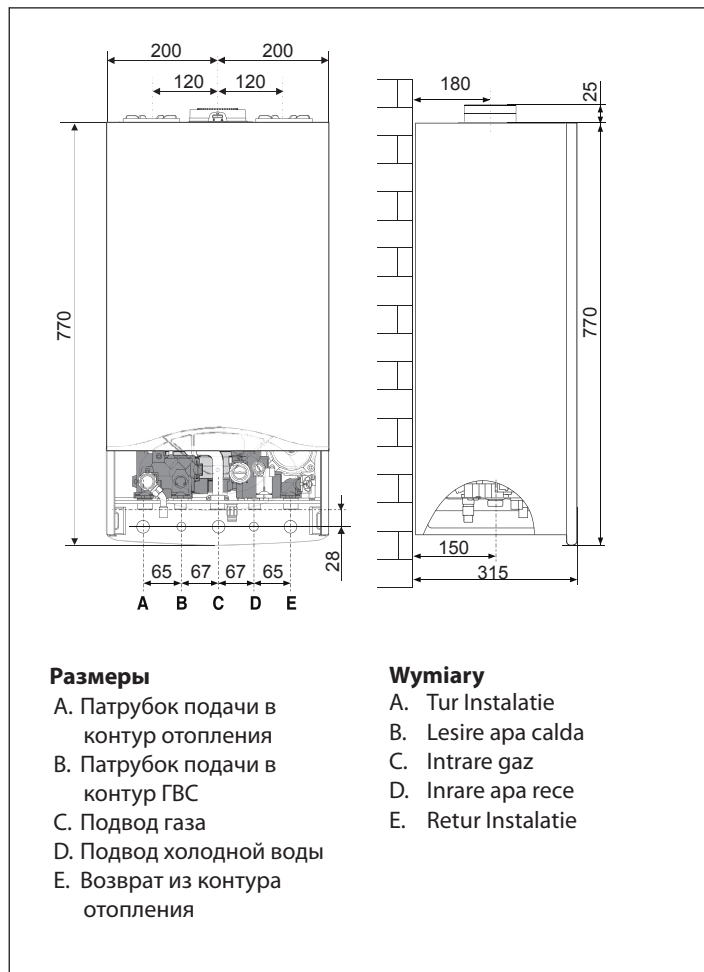 200 200
120 120
180
25
770
770
28
150
65 67 67 65
315
A B C D E
Размеры
A. Патрубок подачи в
контур отопления
B. Патрубок подачи в
контур ГВС
C. Подвод газа
D. Подвод холодной воды
E. Возврат из контура
отопления
Wymiary
A. Tur Instalatie
B. Lesire apa calda
C. Intrare gaz
D. Inrare apa rece
E. Retur Instalatie